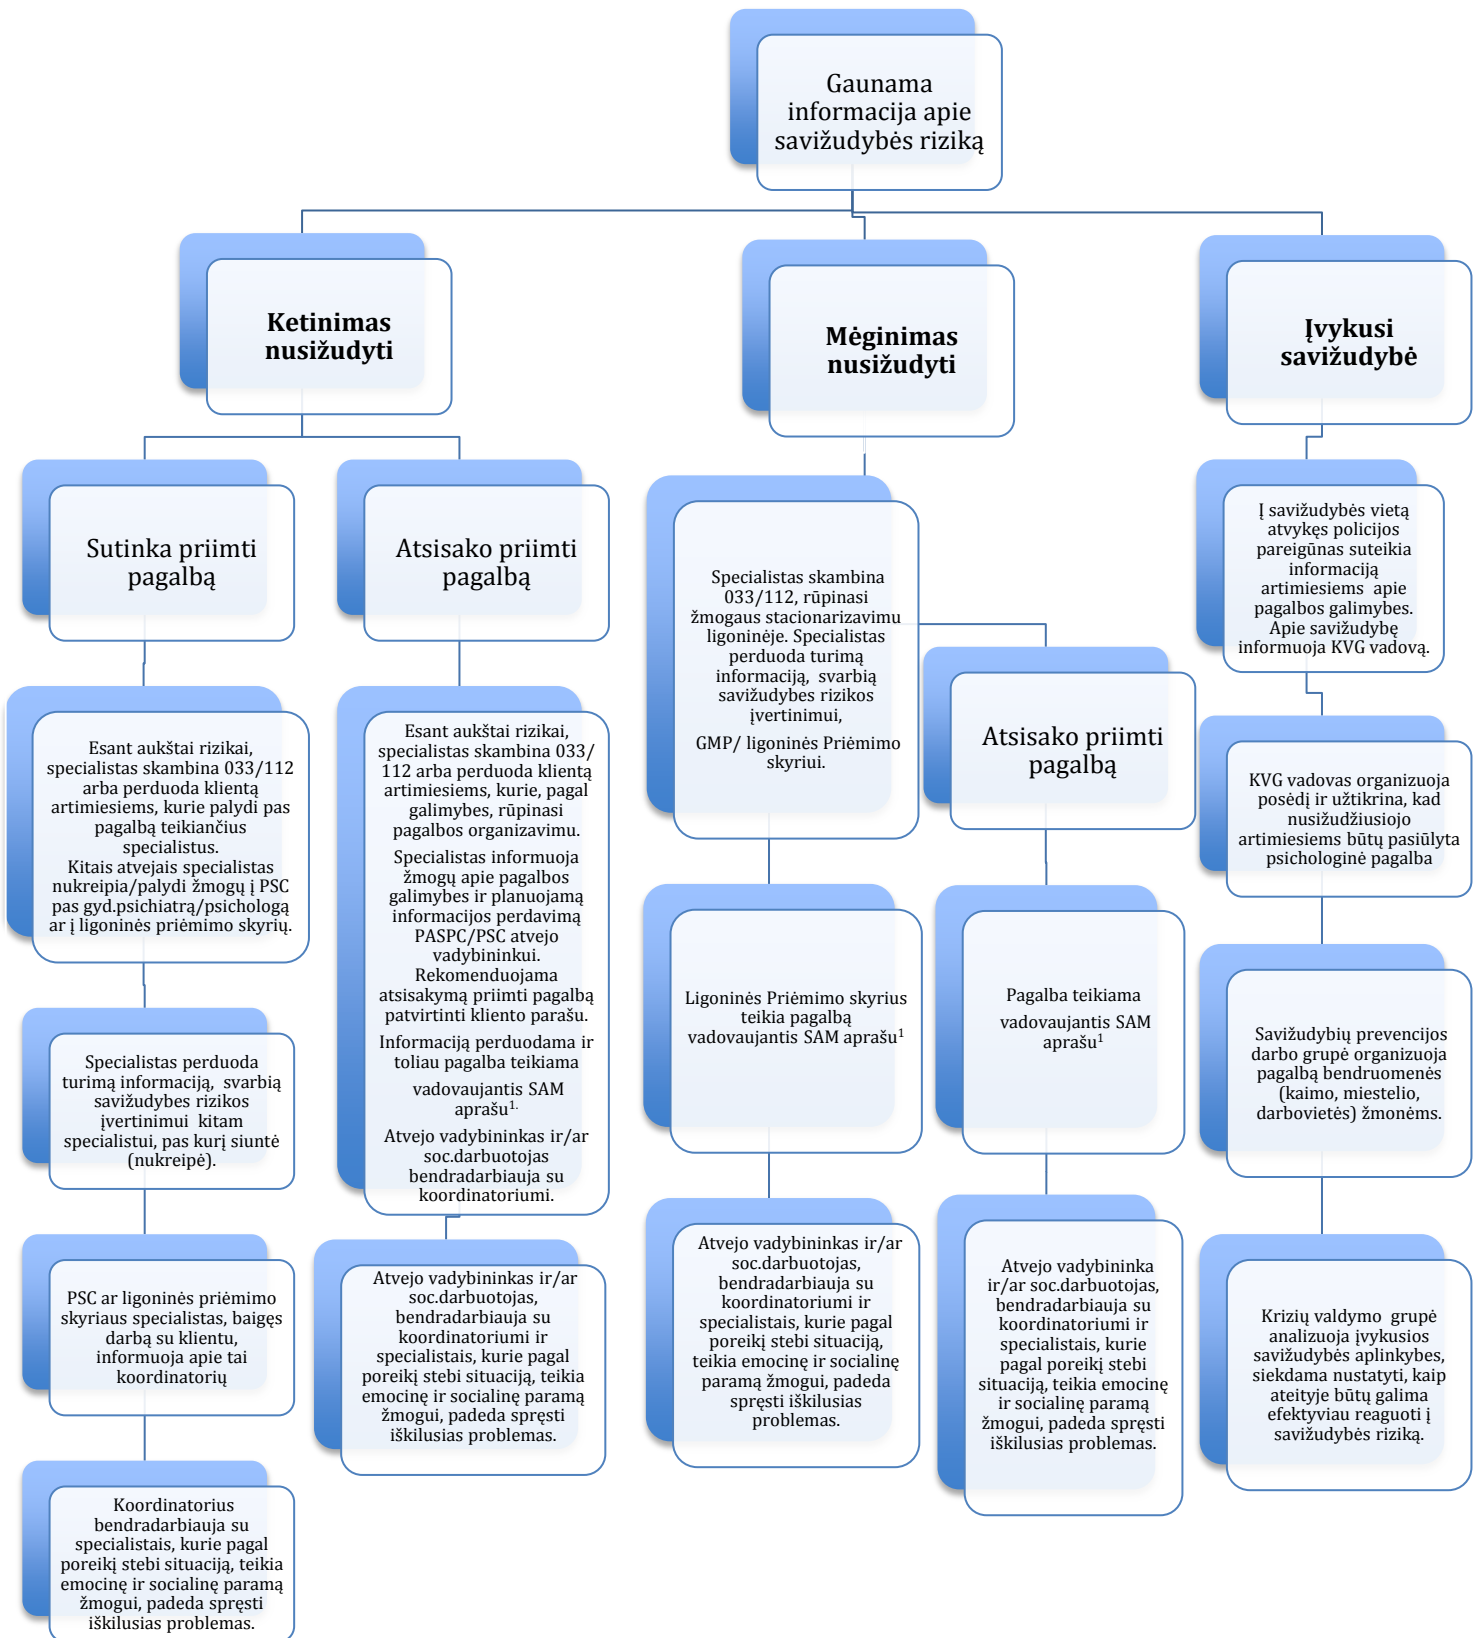 Gaunama
informacija apie
savižudybės riziką
Ketinimas
nusižudyti
Mėginimas
nusižudyti
Įvykusi
savižudybė
Sutinka priimti
pagalbą
Atsisako priimti
pagalbą
Specialistas skambina
033/112, rūpinasi
žmogaus stacionarizavimu
ligoninėje. Specialistas
perduoda turimą
informaciją,  svarbią
savižudybes rizikos
įvertinimui,
GMP/ ligoninės Priėmimo
skyriui.
Atsisako priimti
pagalbą
Į savižudybės vietą
atvykęs policijos
pareigūnas suteikia
informaciją
artimiesiems  apie
pagalbos galimybes.
Apie savižudybę
informuoja KVG vadovą.
Esant aukštai rizikai,
specialistas skambina 033/112
arba perduoda klientą
artimiesiems, kurie palydi pas
pagalbą teikiančius
specialistus.
Kitais atvejais specialistas
nukreipia/palydi žmogų į PSC
pas gyd.psichiatrą/psichologą
ar į ligoninės priėmimo skyrių.
Esant aukštai rizikai,
specialistas skambina 033/
112 arba perduoda klientą
artimiesiems, kurie, pagal
galimybes, rūpinasi
pagalbos organizavimu.
Specialistas informuoja
žmogų apie pagalbos
galimybes ir planuojamą
informacijos perdavimą
PASPC/PSC atvejo
vadybininkui.
Rekomenduojama
atsisakymą priimti pagalbą
patvirtinti kliento parašu.
Informaciją perduodama ir
toliau pagalba teikiama
vadovaujantis SAM
aprašu¹.
Atvejo vadybininkas ir/ar
soc.darbuotojas
bendradarbiauja su
koordinatoriumi.
KVG vadovas organizuoja
posėdį ir užtikrina, kad
nusižudžiusiojo
artimiesiems būtų pasiūlyta
psichologinė pagalba
Ligoninės Priėmimo skyrius
teikia pagalbą
vadovaujantis SAM aprašu¹
Pagalba teikiama
vadovaujantis SAM
aprašu¹
Savižudybių prevencijos
darbo grupė organizuoja
pagalbą bendruomenės
(kaimo, miestelio,
darbovietės) žmonėms.
Specialistas perduoda
turimą informaciją,  svarbią
savižudybes rizikos
įvertinimui  kitam
specialistui, pas kurį siuntė
(nukreipė).
PSC ar ligoninės priėmimo
skyriaus specialistas, baigęs
darbą su klientu,
informuoja apie tai
koordinatorių
Atvejo vadybininkas ir/ar
soc.darbuotojas,
bendradarbiauja su
koordinatoriumi ir
specialistais, kurie pagal
poreikį stebi situaciją, teikia
emocinę ir socialinę paramą
žmogui, padeda spręsti
iškilusias problemas.
Atvejo vadybininkas ir/ar
soc.darbuotojas,
bendradarbiauja su
koordinatoriumi ir
specialistais, kurie pagal
poreikį stebi situaciją,
teikia emocinę ir socialinę
paramą žmogui, padeda
spręsti iškilusias
problemas.
Atvejo vadybininka
ir/ar soc.darbuotojas,
bendradarbiauja su
koordinatoriumi ir
specialistais, kurie
pagal poreikį stebi
situaciją, teikia emocinę
ir socialinę paramą
žmogui, padeda spręsti
iškilusias problemas.
Krizių valdymo  grupė
analizuoja įvykusios
savižudybės aplinkybes,
siekdama nustatyti, kaip
ateityje būtų galima
efektyviau reaguoti į
savižudybės riziką.
Koordinatorius
bendradarbiauja su
specialistais, kurie pagal
poreikį stebi situaciją, teikia
emocinę ir socialinę paramą
žmogui, padeda spręsti
iškilusias problemas.